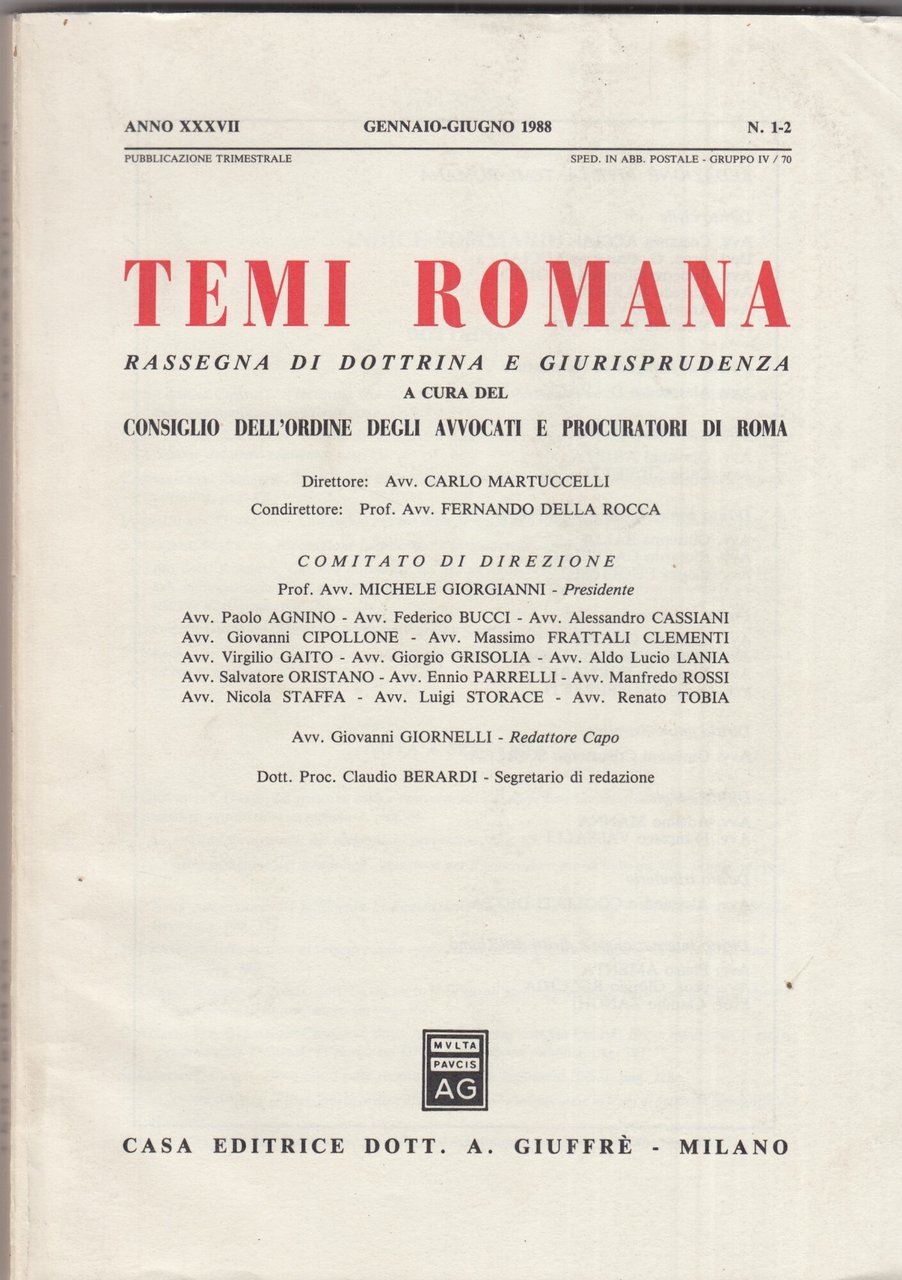 ANNO XXXVII GENNAIO-GIUGNO 1988 N. 1-2
PUBBLICAZIONE TRIMESTRALE SPED. IN ABB. POSTALE - GRUPPO IV / 70
TEMI ROMANA
RASSEGNA DI DOTTRINA E GIURISPRUDENZA
A CURA DEL
CONSIGLIO DELL'ORDINE DEGLI AVVOCATI E PROCURATORI DI ROMA
Direttore: Avv. CARLO MARTUCCELLI
Condirettore: Prof. Avv. FERNANDO DELLA ROCCA
COMITATO DI DIREZIONE
Prof. Avv. MICHELE GIORGIANNI - Presidente
Avv. Paolo AGNINO - Avv. Federico BUCCI - Avv. Alessandro CASSIANI
Avv. Giovanni CIPOLLONE - Avv. Massimo FRATTALI CLEMENTI
Avv. Virgilio GAITO - Avv. Giorgio GRISOLIA - Avv. Aldo Lucio LANIA
Avv. Salvatore ORISTANO - Avv. Ennio PARRELLI - Avv. Manfredo ROSSI
Avv. Nicola STAFFA - Avv. Luigi STORACE - Avv. Renato TOBIA
Avv. Giovanni GIORNELLI - Redattore Capo
Dott. Proc. Claudio BERARDI - Segretario di redazione
MVLTA
PAVCIS
AG
CASA EDITRICE DOTT. A. GIUFFRÈ - MILANO